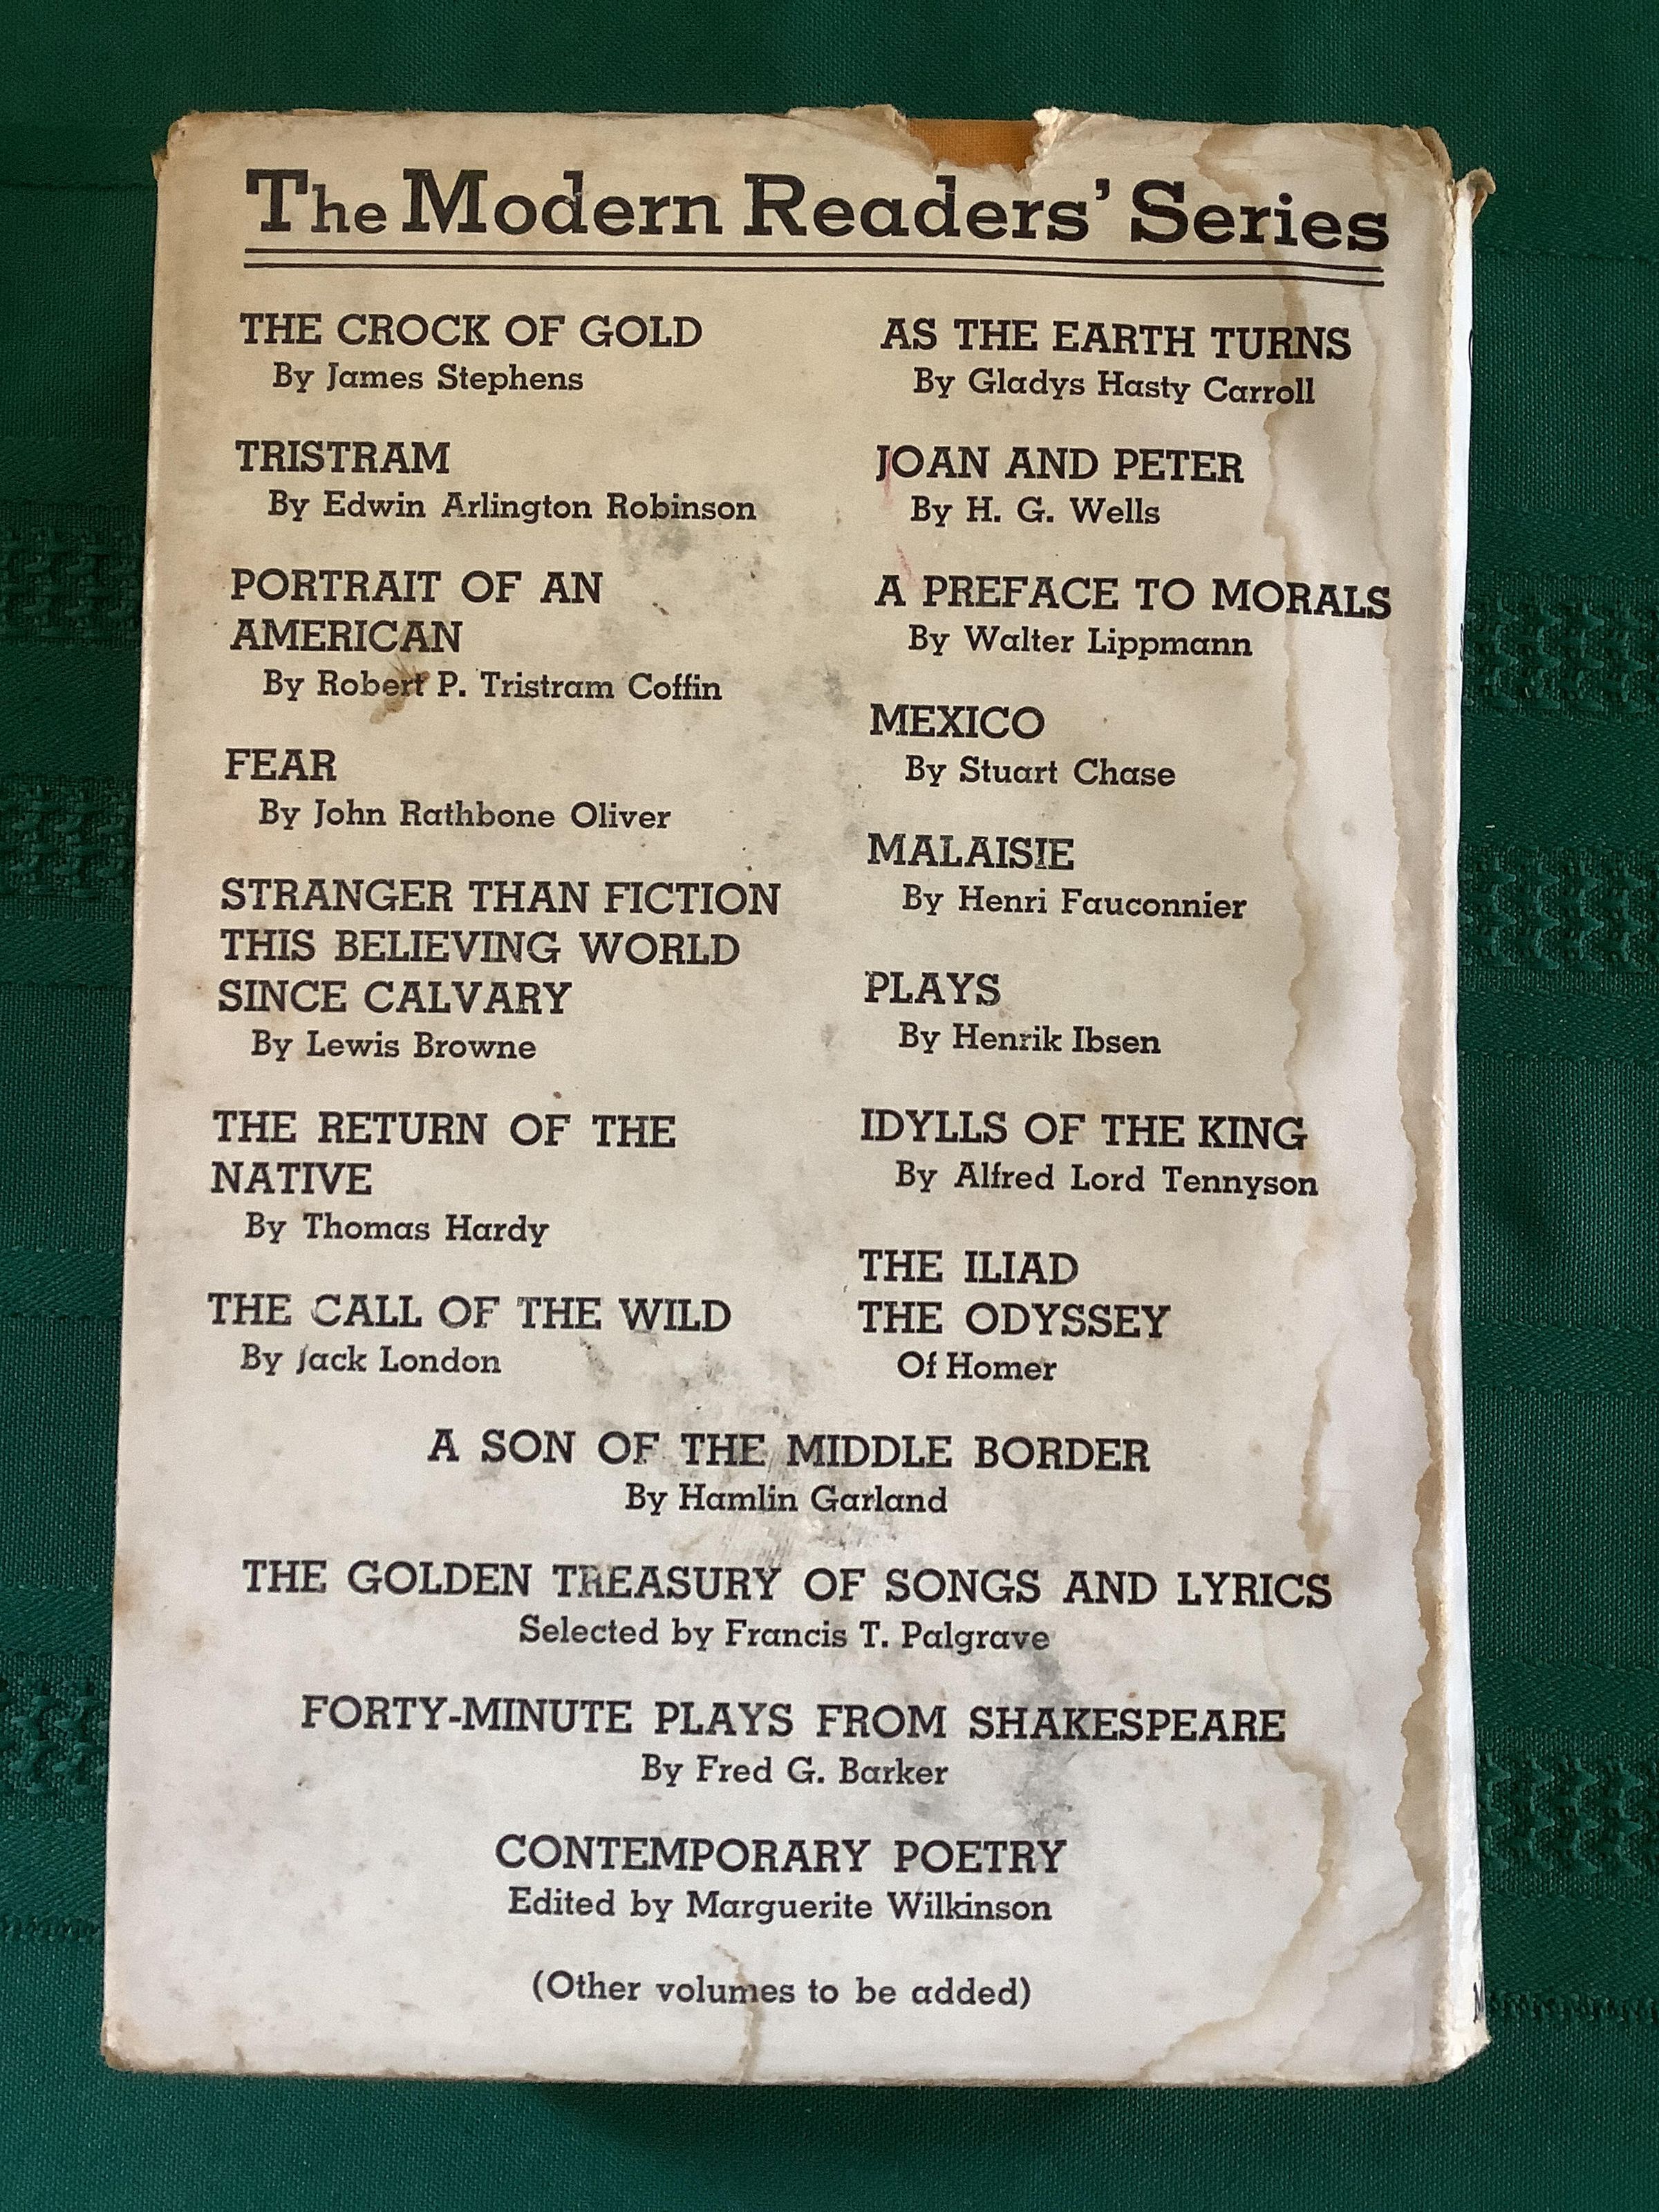 The Modern Readers' Series
THE CROCK OF GOLD
By James Stephens
TRISTRAM
By Edwin Arlington Robinson
PORTRAIT OF AN
AMERICAN
By Robert P. Tristram Coffin
FEAR
By John Rathbone Oliver
STRANGER THAN FICTION
THIS BELIEVING WORLD
SINCE CALVARY
By Lewis Browne
THE RETURN OF THE
NATIVE
By Thomas Hardy
THE CALL OF THE WILD
By Jack London
AS THE EARTH TURNS
By Gladys Hasty Carroll
JOAN AND PETER
By H. G. Wells
A PREFACE TO MORALS
By Walter Lippmann
MEXICO
By Stuart Chase
MALAISIE
By Henri Fauconnier
PLAYS
By Henrik Ibsen
IDYLLS OF THE KING
By Alfred Lord Tennyson
THE ILIAD
THE ODYSSEY
Of Homer
A SON OF THE MIDDLE BORDER
By Hamlin Garland
THE GOLDEN TREASURY OF SONGS AND LYRICS
Selected by Francis T. Palgrave
FORTY-MINUTE PLAYS FROM SHAKESPEARE
By Fred G. Barker
CONTEMPORARY POETRY
Edited by Marguerite Wilkinson
(Other volumes to be added)